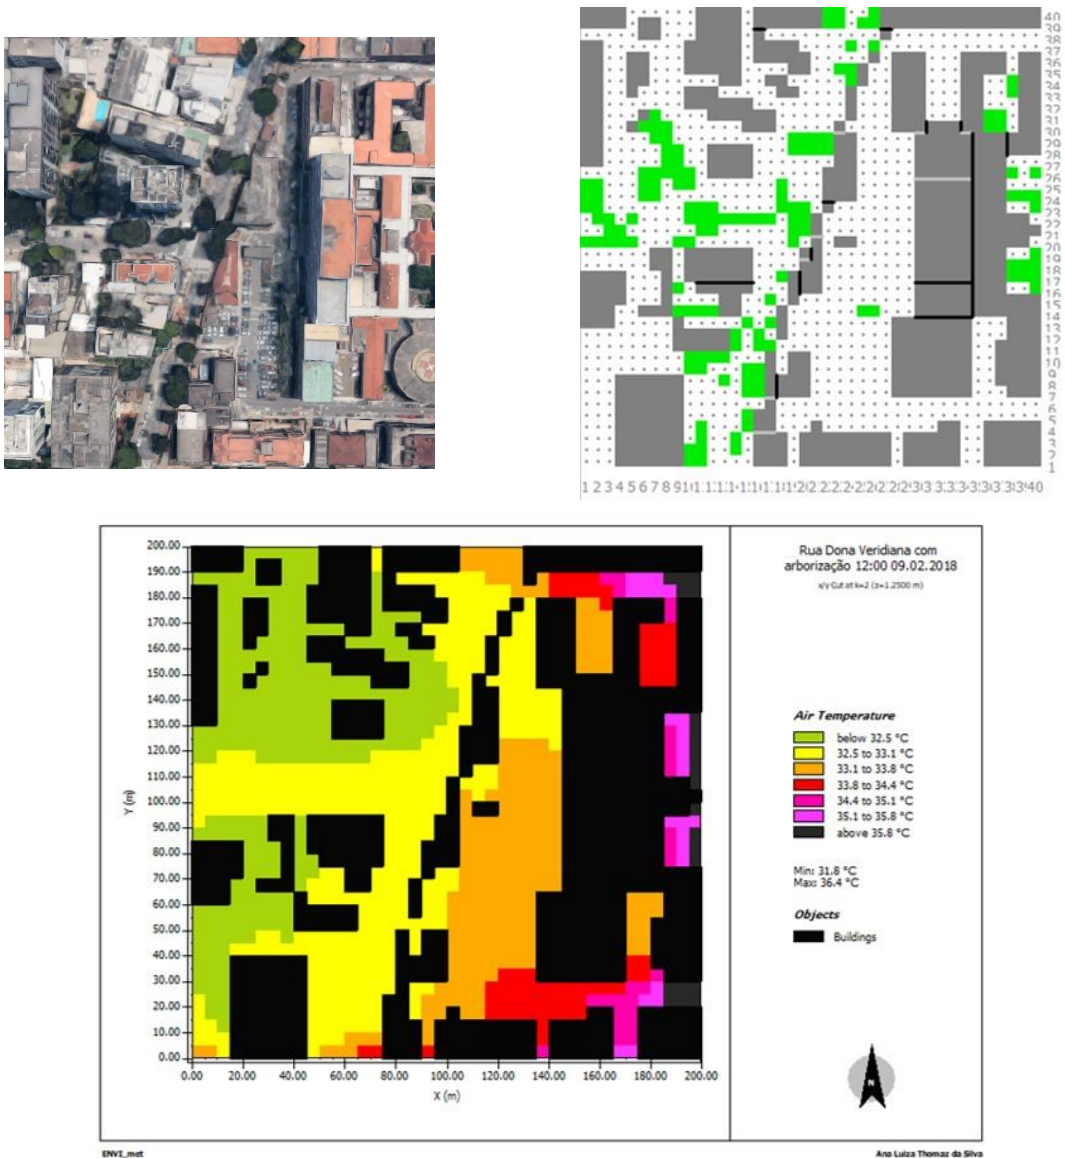 40
39
38
37
36
35
34
33
32
31
30
29
28
27
26
25
24
23
22
21
20
19
18
17
16
15
14
13
12
11
10
9
8
7
6
5
4
3
2
1
1 2 3 4 5 6 7 8
40
Rua Dona Veridiana com
arborização 12:00 09.02.2018
x/y Cut at k=2 (z=1.2500 m)
200.00
190.00
180.00
170.00
160.00
150.00
140.00
130.00
120.00
110.00
100.00
90.00
80.00
70.00
60.00
50.00
40.00
30.00
20.00
10.00
0.00
Y (m)
0.00 20.00 40.00 60.00 80.00 100.00 120.00 140.00 160.00 180.00 200.00
X (m)
Air Temperature
below 32.5 °C
32.5 to 33.1 °C
33.1 to 33.8 °C
33.8 to 34.4 °C
34.4 to 35.1 °C
35.1 to 35.8 °C
above 35.8 °C
Min: 31.8 °C
Max: 36.4 °C
Objects
Buildings
N
ENVI_met
Ana Luiza Thomaz da Silva